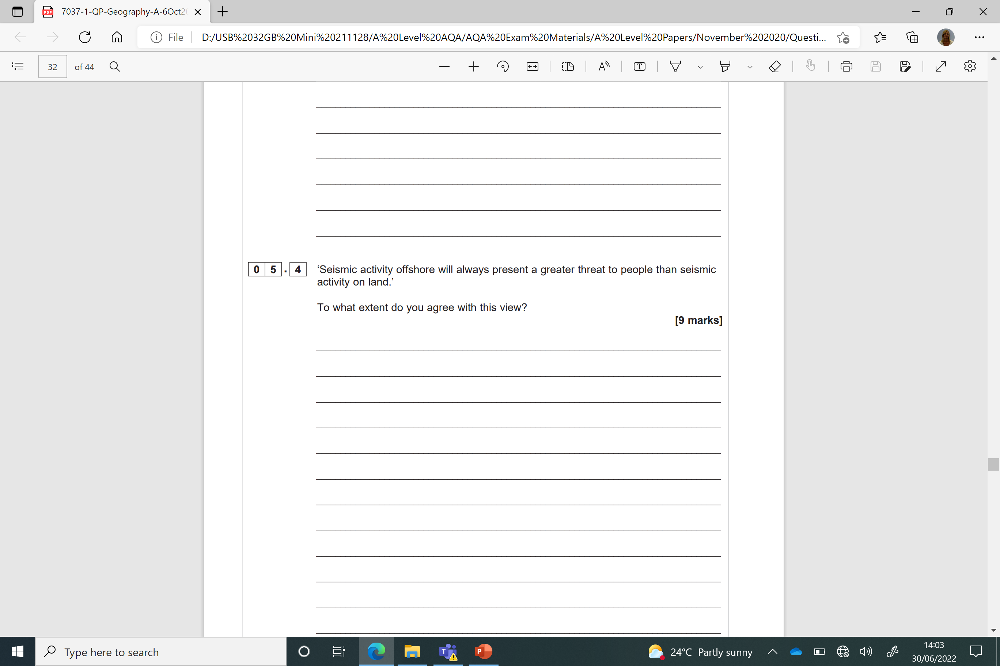 7037-1-QP-Geography-A-6Oct20
File
D:/USB%2032GB%20Mini%20211128/A%20Level%20AQA/AQA%20Exam%20Materials/A%20Level%20Papers/November%202020/Questi...
32 of 44
0 5 . 4 ‘Seismic activity offshore will always present a greater threat to people than seismic
activity on land.’
To what extent do you agree with this view?
[9 marks]
Type here to search
24°C Partly sunny
14:03
30/06/2022